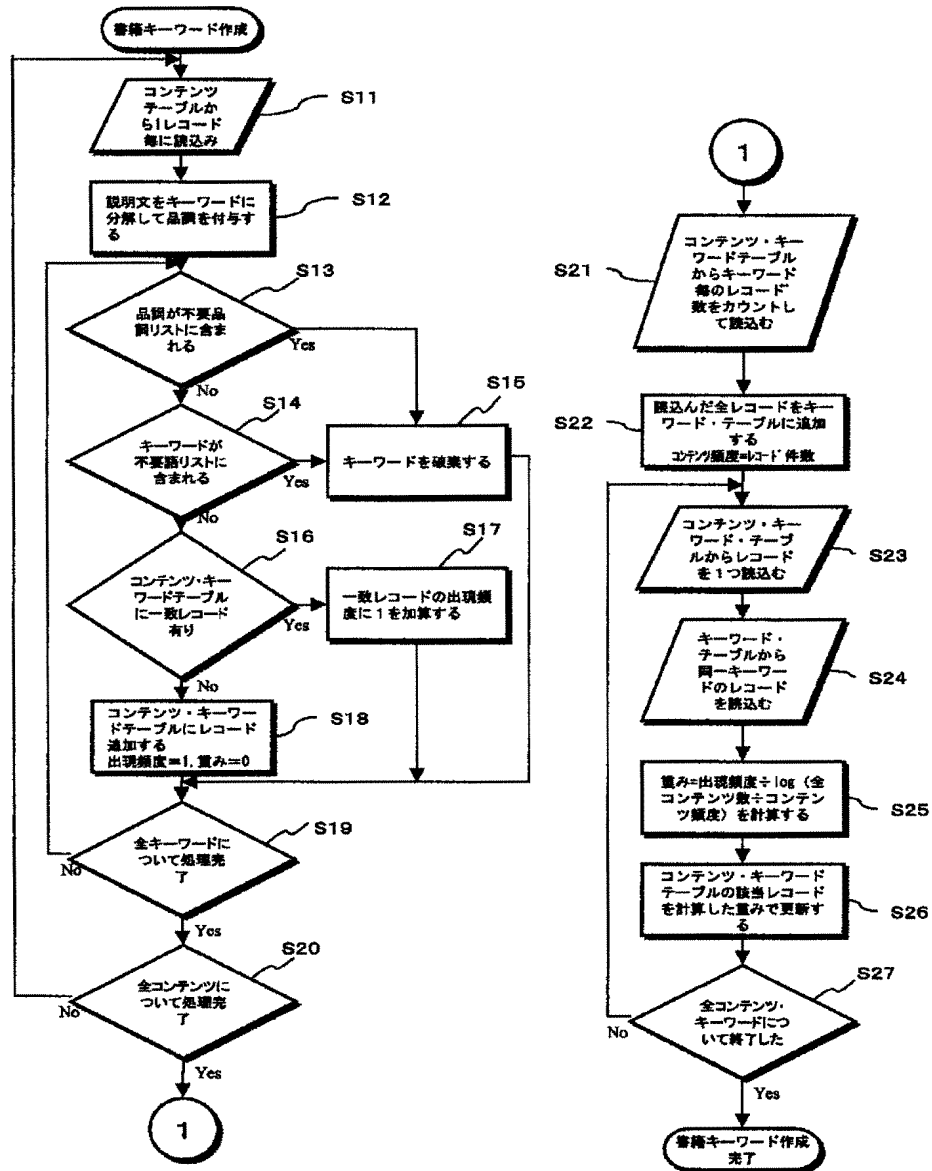 書籍キーワード作成
コンテンツ
テーブルか
ら1レコード
毎に読込み
S11
説明文をキーワードに
分解して品詞を付与す
る
S12
品詞が不要品
詞リストに含ま
れる
S13
Yes
No
キーワードが
不要語リストに
含まれる
S14
Yes
No
キーワードを破棄する
S15
コンテンツ・キー
ワードテーブル
に一致レコード
有り
S16
Yes
No
一致レコードの出現頻
度に1を加算する
S17
コンテンツ・キーワー
ドテーブルにレコード
追加する
出現頻度＝1,重み＝0
S18
全キーワードに
ついて処理完
了
S19
No
Yes
全コンテンツに
ついて処理完
了
S20
No
Yes
1
1
コンテンツ・キー
ワードテーブル
からキーワード
毎のレコード
数をカウントし
て読込む
S21
読込んだ全レコードをキー
ワード・テーブルに追加
する
コンテンツ頻度=レコード件数
S22
コンテンツ・キー
ワード・テーブ
ルからレコード
を1つ読込む
S23
キーワード・
テーブルから
同一キーワー
ドのレコード
を読込む
S24
重み=出現頻度÷log（全
コンテンツ数÷コンテン
ツ頻度）を計算する
S25
コンテンツ・キーワード
テーブルの該当レコード
を計算した重みで更新す
る
S26
全コンテンツ・
キーワードにつ
いて終了した
S27
No
Yes
書籍キーワード作成
完了